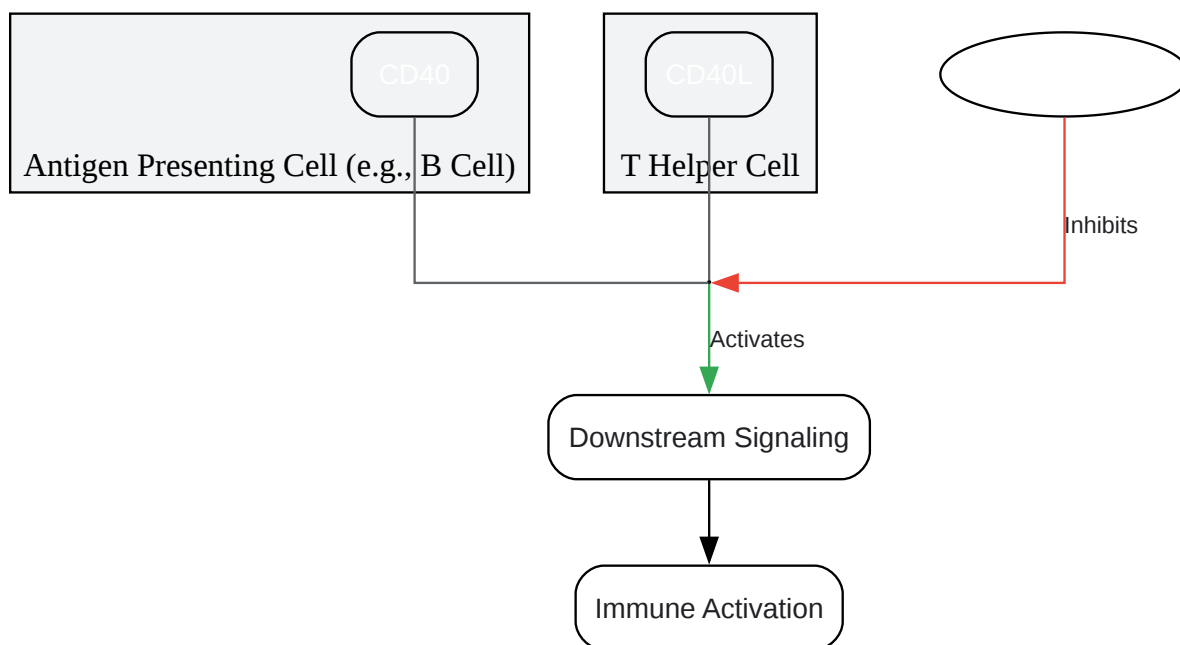 CD40
CD40L
Antigen Presenting Cell (e.g., B Cell)
T Helper Cell
Inhibits
Activates
Downstream Signaling
Immune Activation